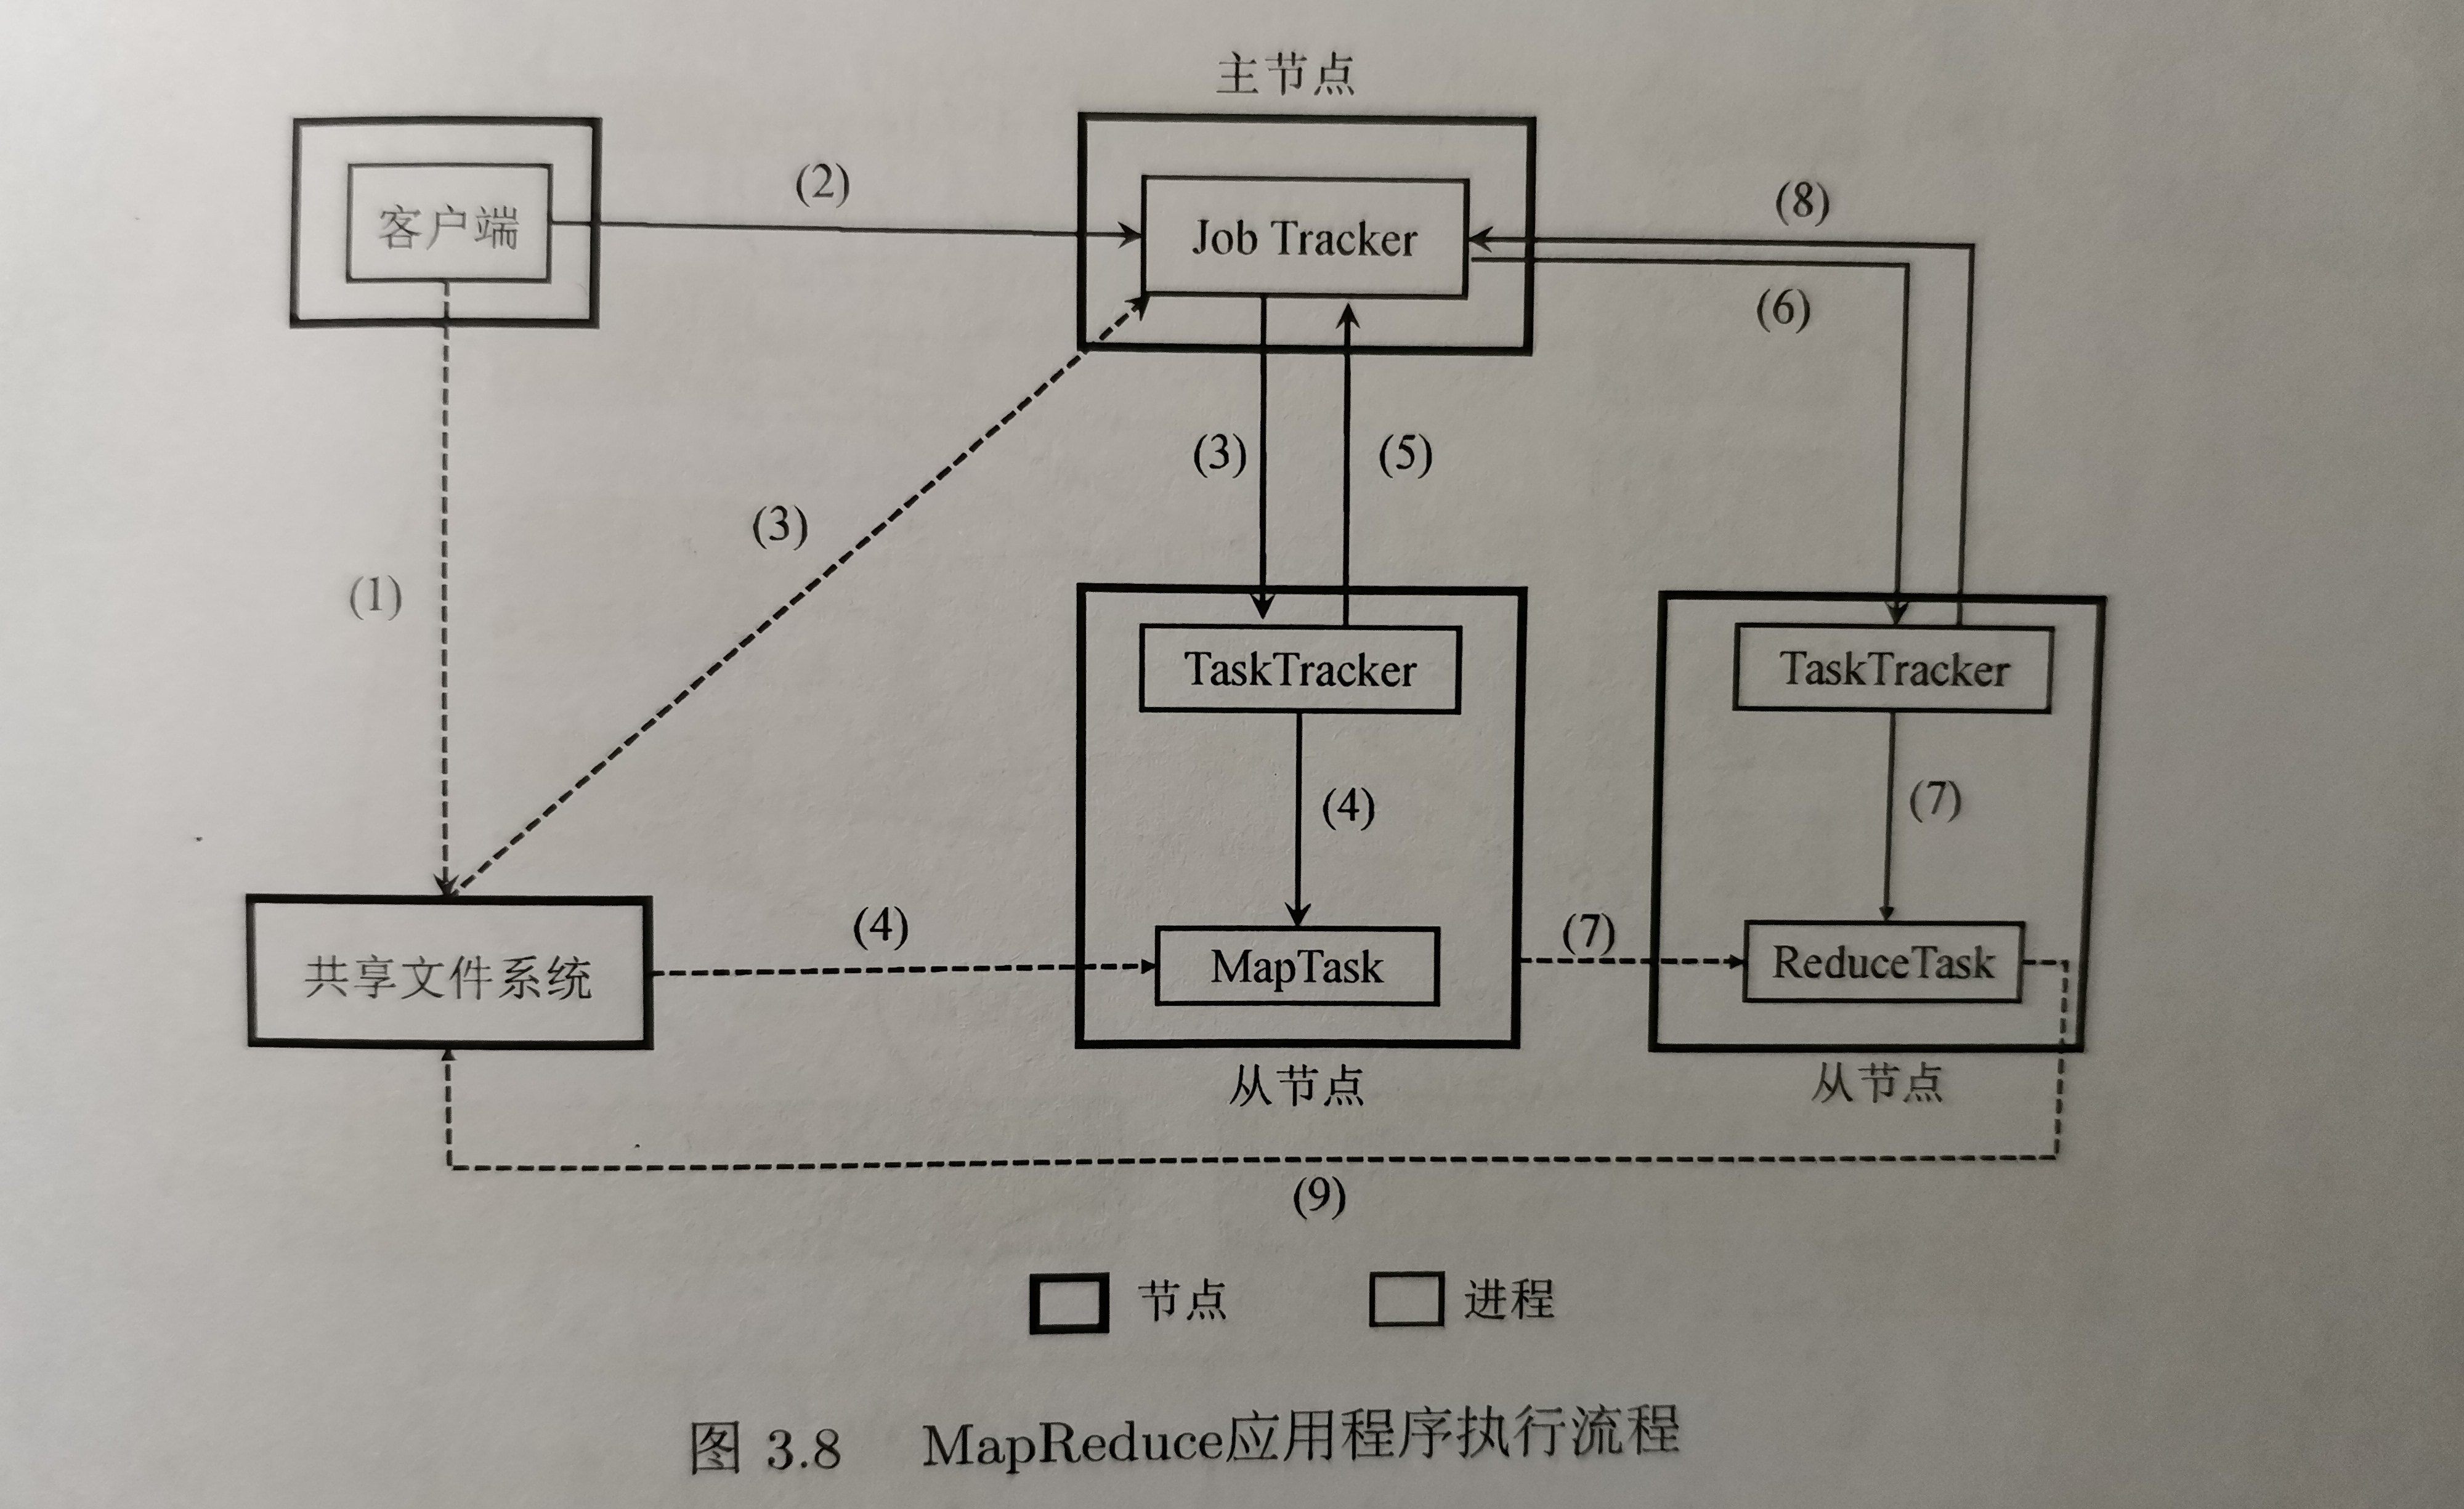 主节点
客户端
(2)
Job Tracker
(8)
(6)
(3)
(5)
(3)
(1)
TaskTracker
TaskTracker
(4)
(7)
共享文件系统
(4)
MapTask
(7)
ReduceTask
从节点
从节点
(9)
节点
进程
图 3.8 MapReduce应用程序执行流程